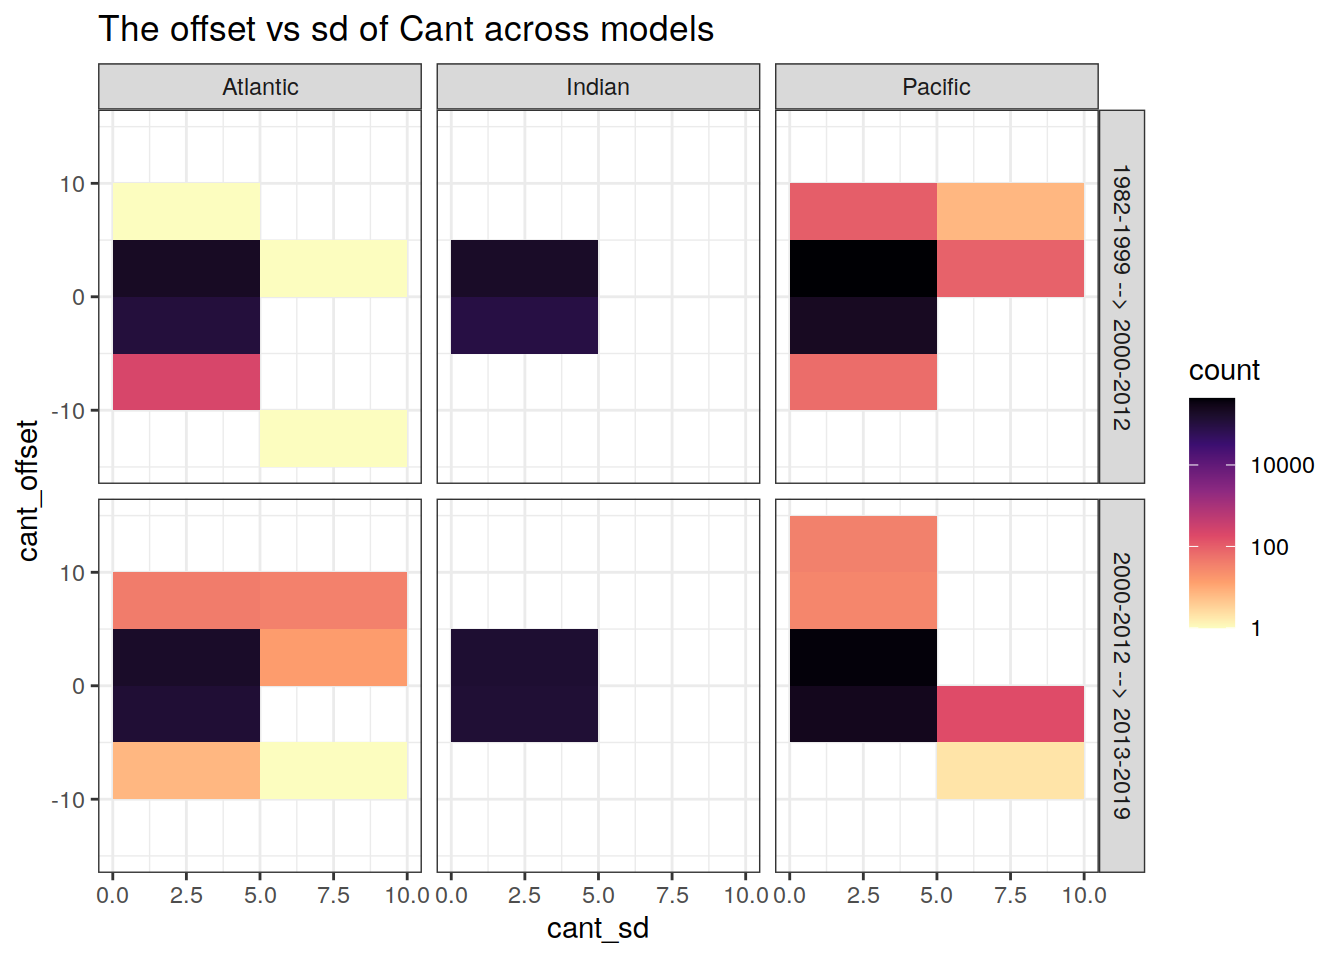 The offset vs sd of Cant across models
Atlantic
Indian
Pacific
10
0
-10
1982-1999 --> 2000-2012
10
0
-10
2000-2012 --> 2013-2019
0.0 2.5 5.0 7.5 10.0
0.0 2.5 5.0 7.5 10.0
0.0 2.5 5.0 7.5 10.0
cant_sd
cant_offset
count
10000
100
1